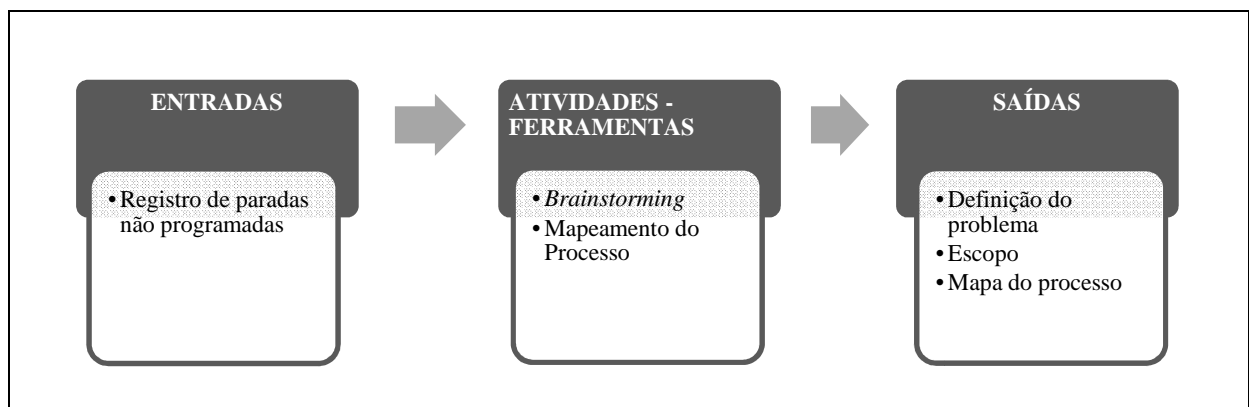 ENTRADAS
• Registro de paradas
não programadas
ATIVIDADES -
FERRAMENTAS
• Brainstorming
• Mapeamento do
Processo
SAÍDAS
• Definição do
problema
• Escopo
• Mapa do processo